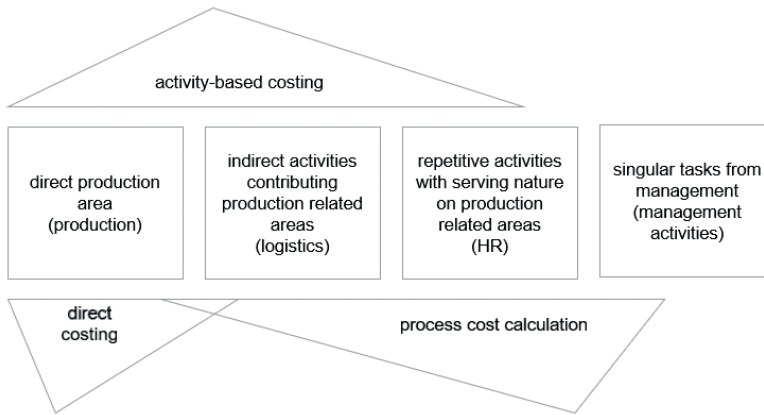 activity-based costing
direct production
area
(production)
indirect activities
contributing
production related
areas
(logistics)
repetitive activities
with serving nature
on production
related areas
(HR)
singular tasks from
management
(management
activities)
direct
costing
process cost calculation